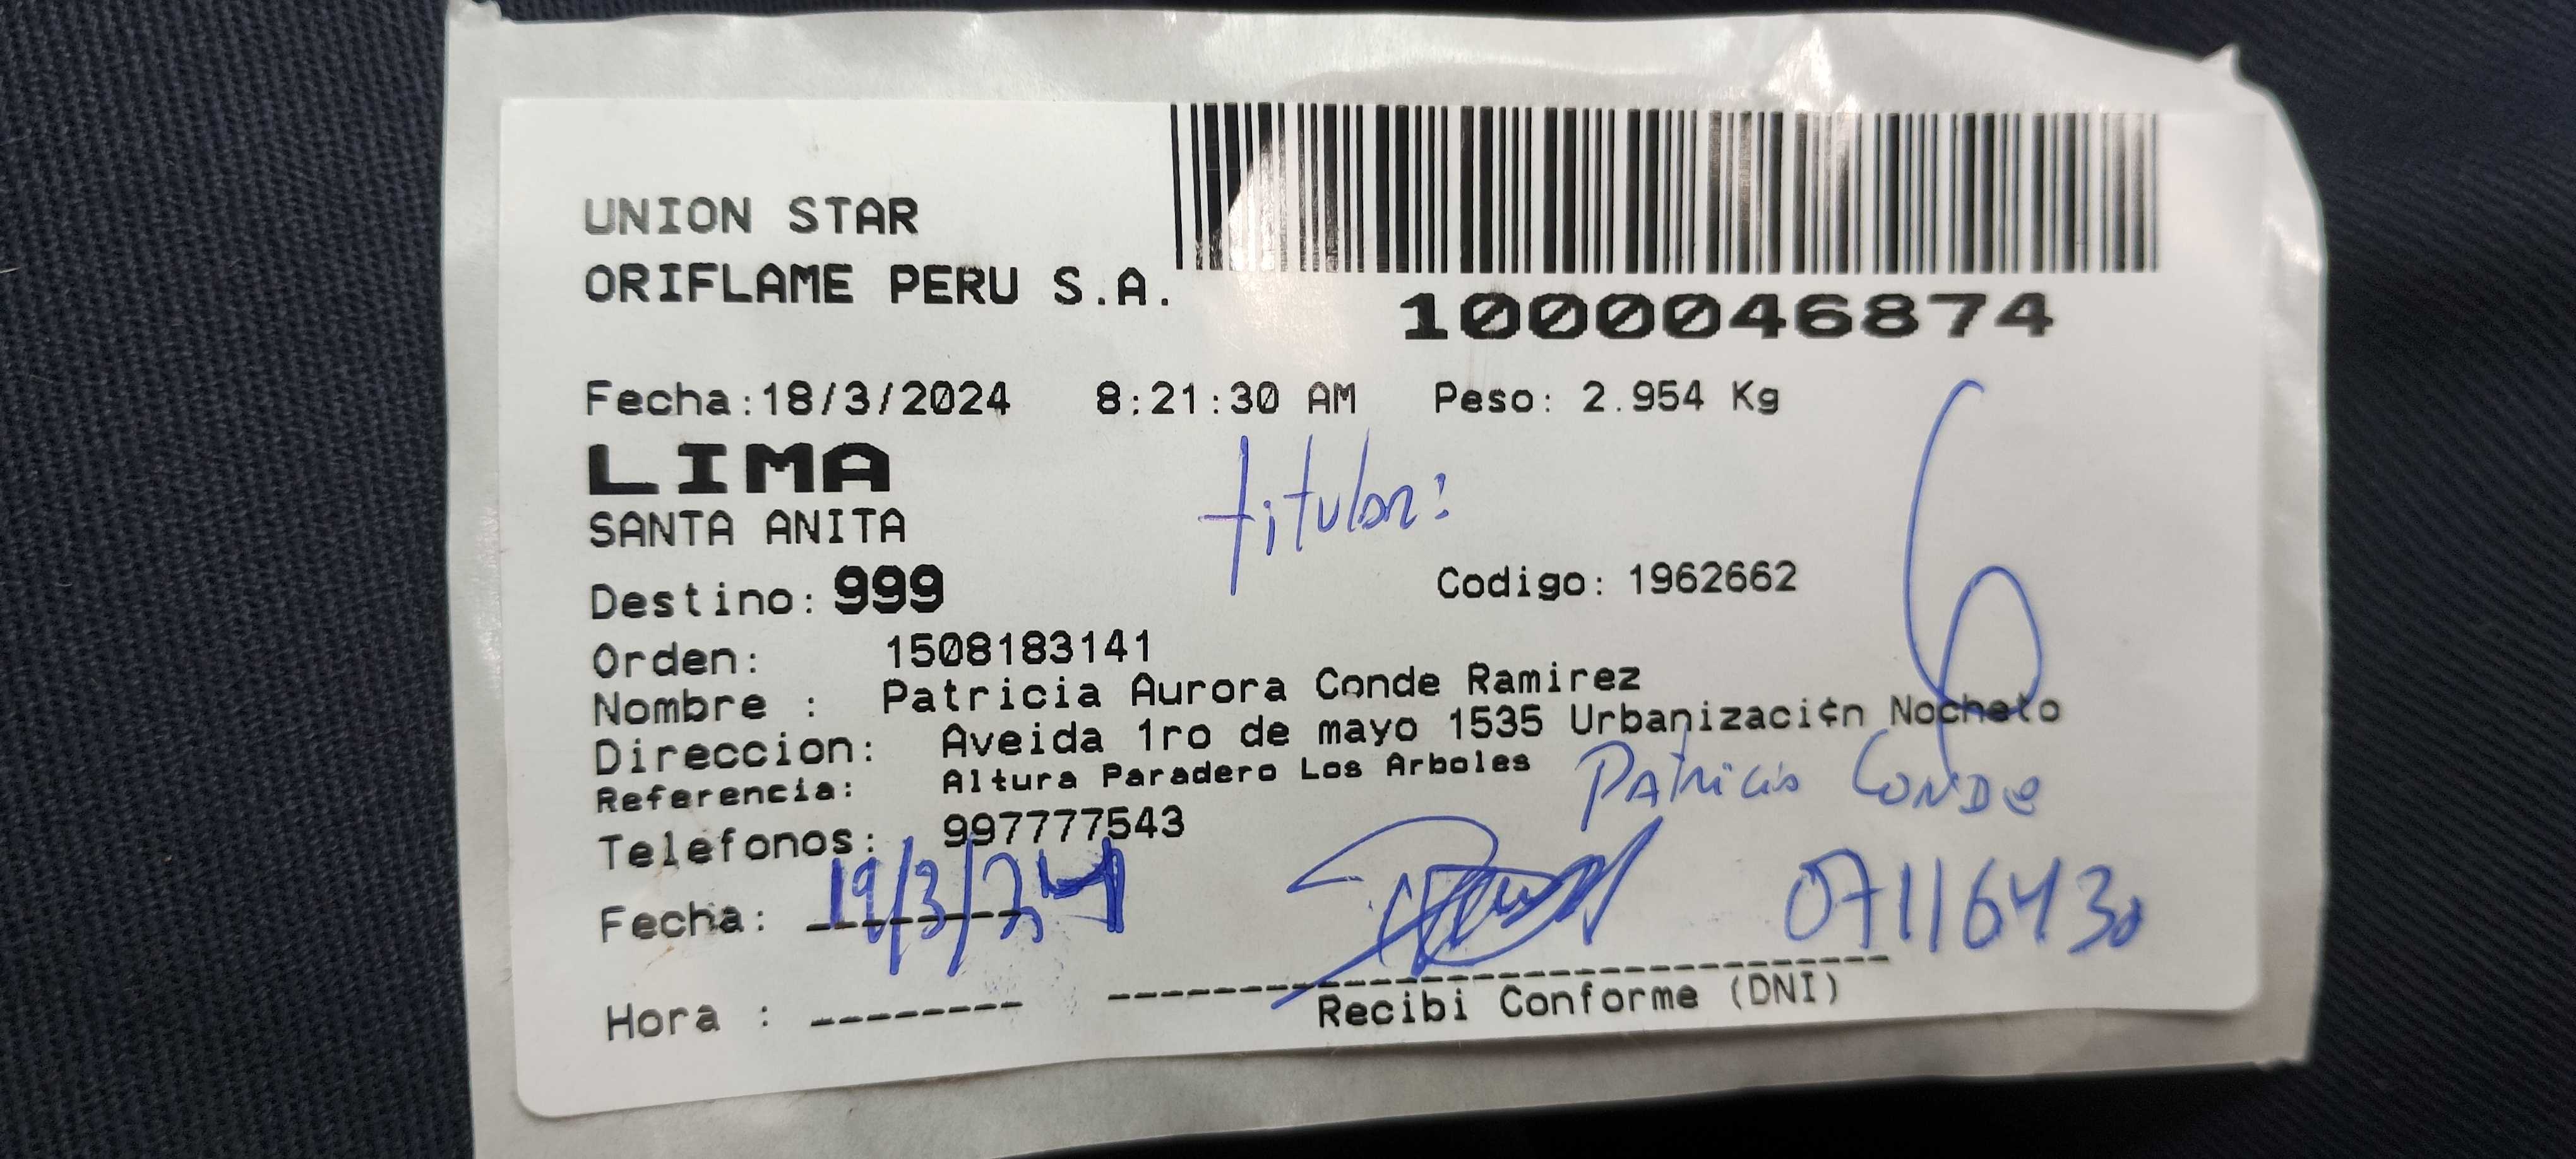 UNION STAR
ORIFLAME PERU S.A.
1000046874
Fecha:18/3/2024 8:21:30 AM Peso: 2.954 Kg
LIMA
titular:
SANTA ANITA
Destino: 999 Codigo: 1962662
6
Orden: 1508183141
Nombre : Patricia Aurora Conde Ramirez
Direccion: Aveida 1ro de mayo 1535 Urbanizaci¢n Nocheto
Referencia: Altura Paradero Los Arboles
Patricia Conde
Telefonos: 997777543
Fecha: 19/3/24
07116430
Hora : --------
Recibi Conforme (DNI)